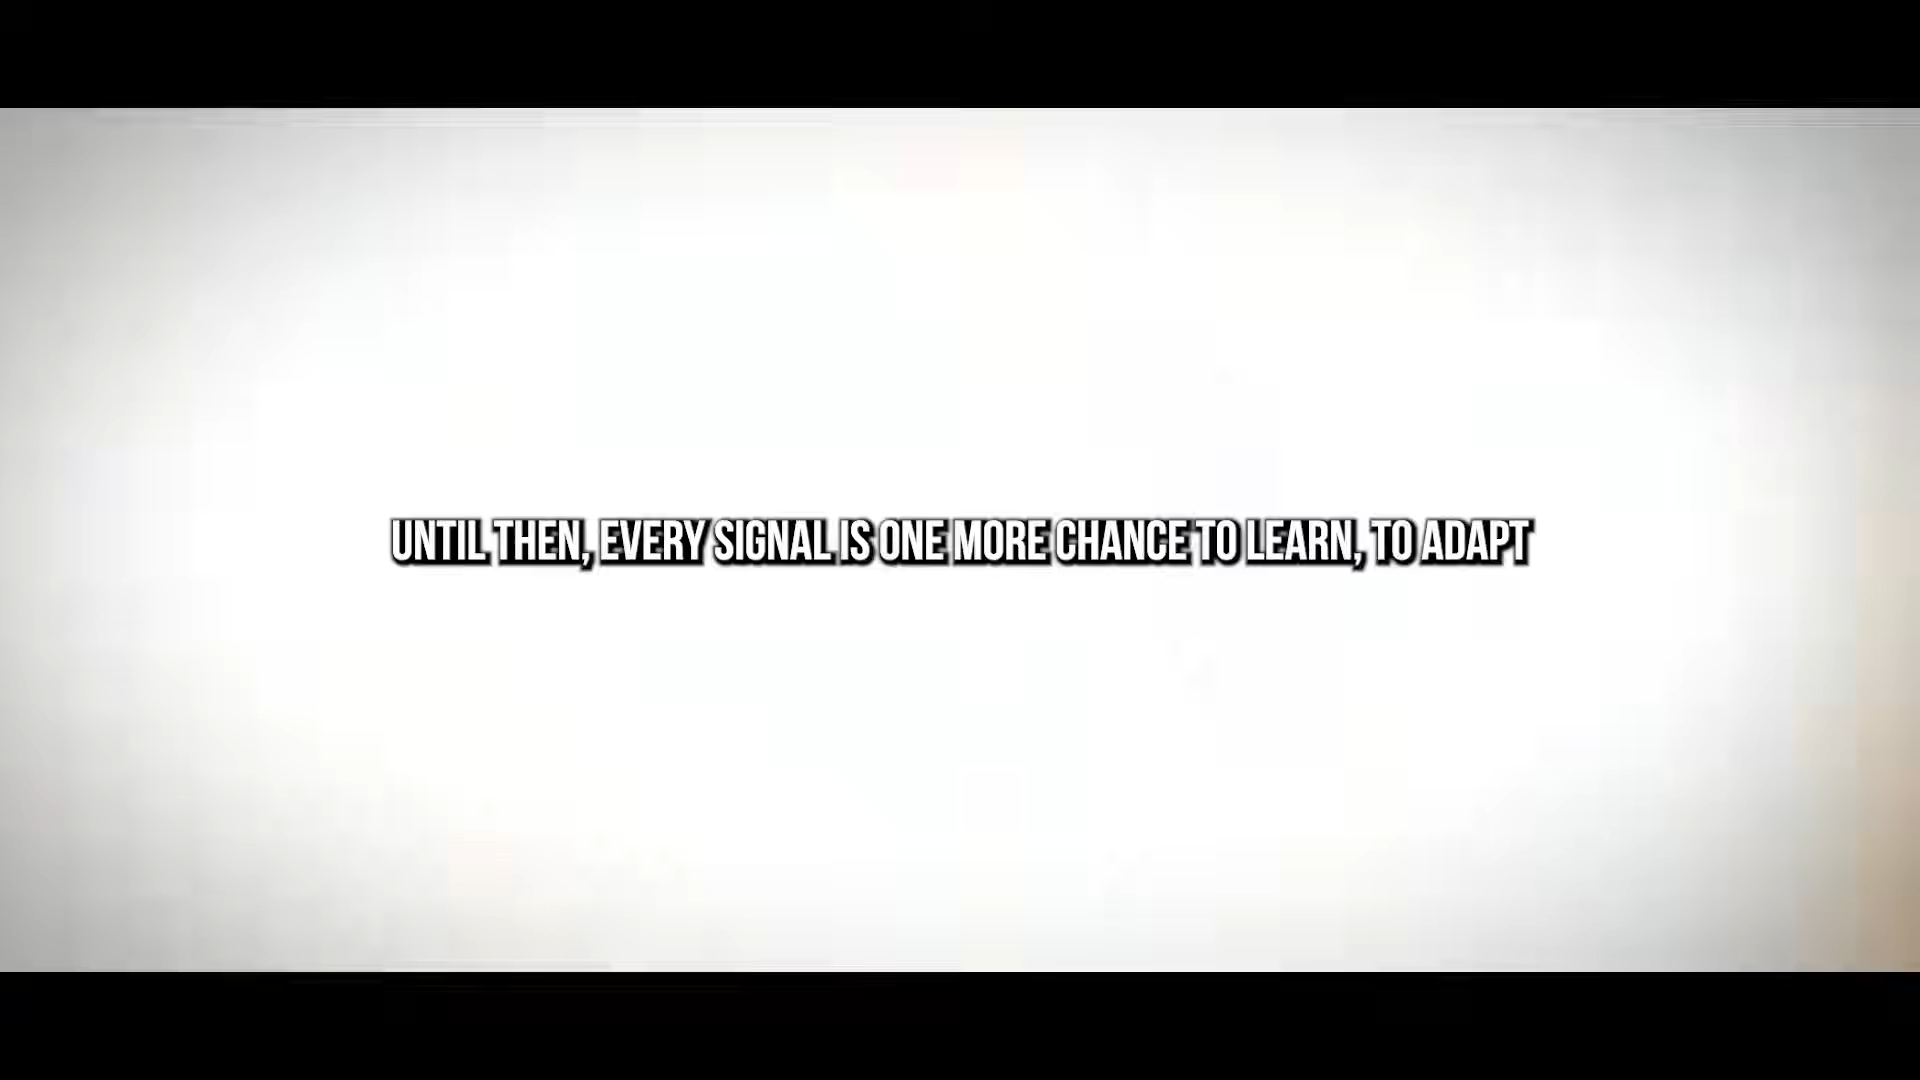 UNTIL THEN, EVERY SIGNAL IS ONE MORE CHANCE TO LEARN, TO ADAPT